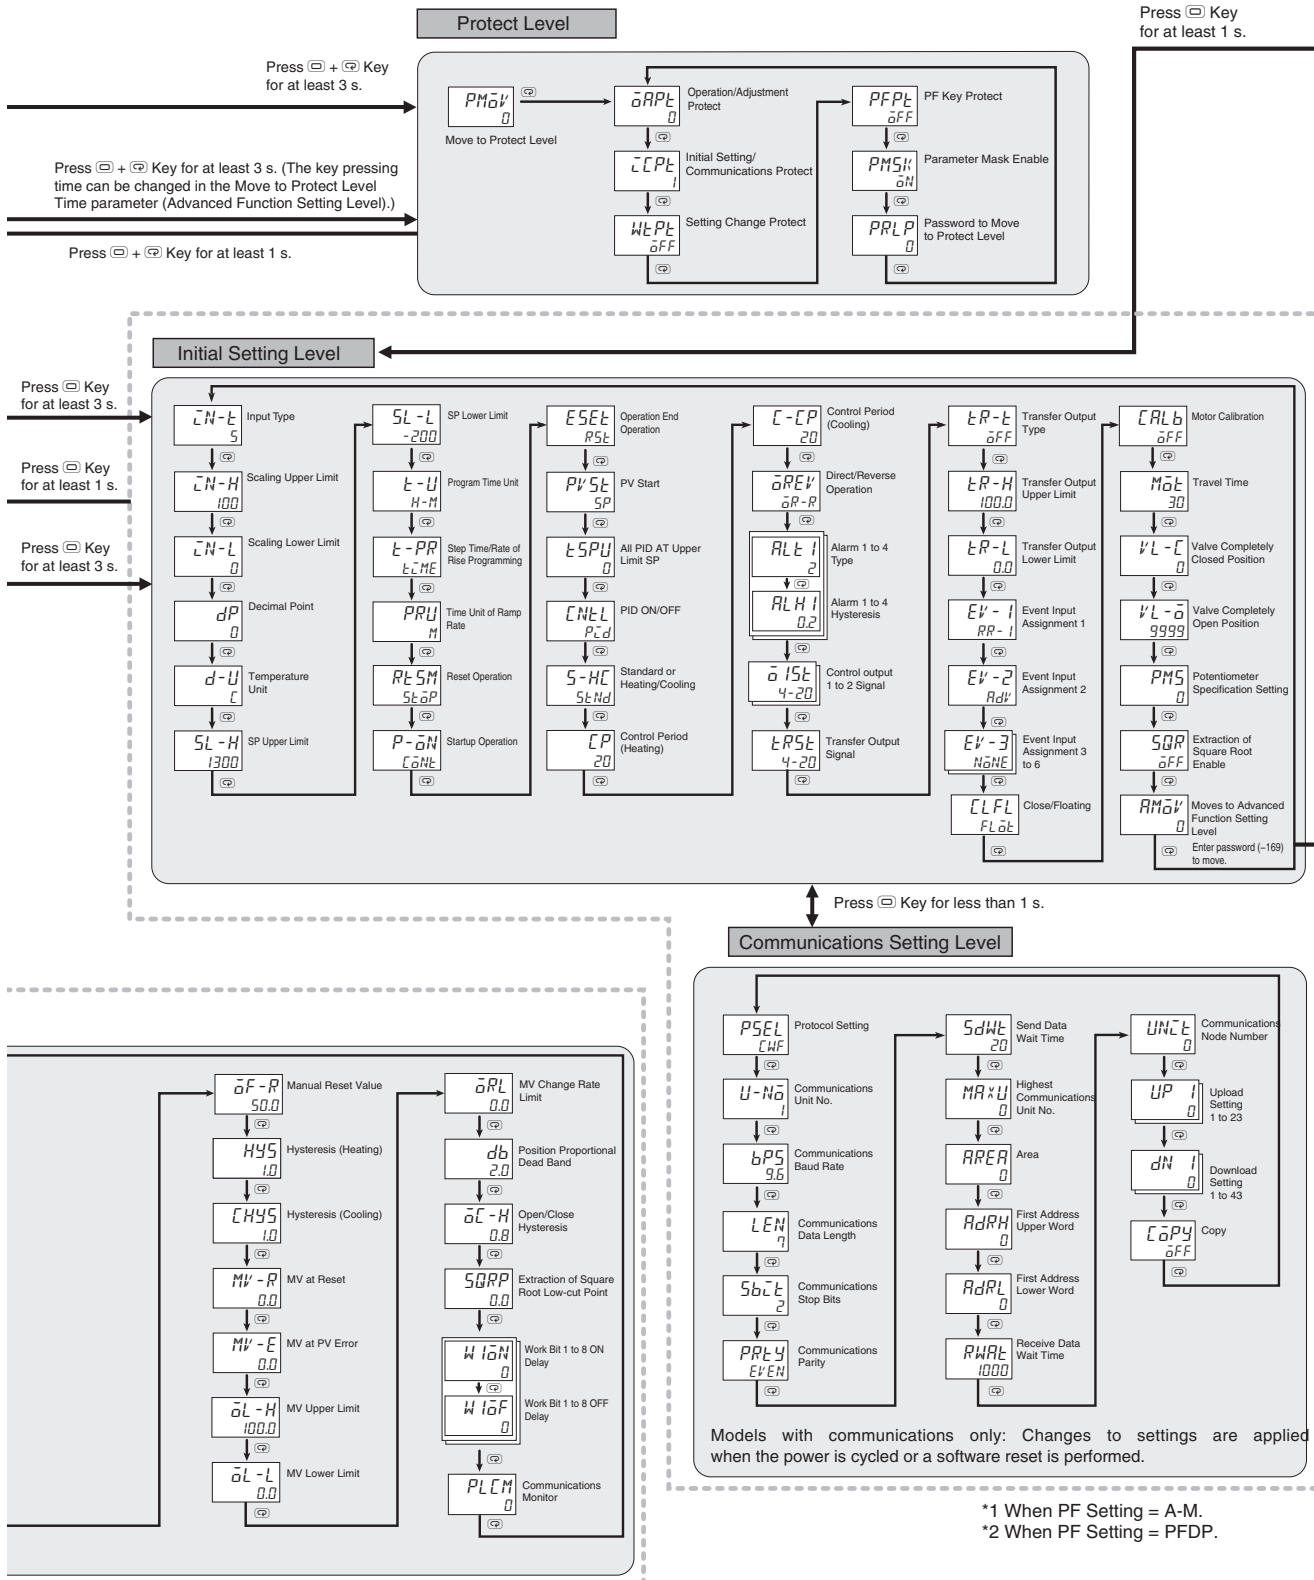 Protect Level
Press Key
for at least 1 s.
Press + Key
for at least 3 s.
PMōV
0
Move to Protect Level
ōAPt
0
Operation/Adjustment
Protect
iCPt
1
Initial Setting/
Communications Protect
WtPt
ōFF
Setting Change Protect
PFPt
ōFF
PF Key Protect
PMSK
ōN
Parameter Mask Enable
PRLP
0
Password to Move
to Protect Level
Press + Key for at least 3 s. (The key pressing
time can be changed in the Move to Protect Level
Time parameter (Advanced Function Setting Level).)
Press + Key for at least 1 s.
Initial Setting Level
Press Key
for at least 3 s.
Press Key
for at least 1 s.
Press Key
for at least 3 s.
iN-t
5
Input Type
iN-H
100
Scaling Upper Limit
iN-L
0
Scaling Lower Limit
dP
0
Decimal Point
d-U
C
Temperature
Unit
SL-H
1300
SP Upper Limit
SL-L
-200
SP Lower Limit
t-U
H-M
Program Time Unit
t-PR
tiME
Step Time/Rate of
Rise Programming
PRU
M
Time Unit of Ramp
Rate
RtSM
StōP
Reset Operation
P-ōN
CōNt
Startup Operation
ESEt
RSt
Operation End
Operation
PVSt
SP
PV Start
tSPU
0
All PID AT Upper
Limit SP
CNtL
Pid
PID ON/OFF
S-HC
StNd
Standard or
Heating/Cooling
CP
20
Control Period
(Heating)
C-CP
20
Control Period
(Cooling)
ōREV
ōR-R
Direct/Reverse
Operation
ALt1
2
Alarm 1 to 4
Type
ALH1
0.2
Alarm 1 to 4
Hysteresis
ō1St
4-20
Control output
1 to 2 Signal
tRSt
4-20
Transfer Output
Signal
tR-t
ōFF
Transfer Output
Type
tR-H
100.0
Transfer Output
Upper Limit
tR-L
0.0
Transfer Output
Lower Limit
EV-1
RR-1
Event Input
Assignment 1
EV-2
AdV
Event Input
Assignment 2
EV-3
NōNE
Event Input
Assignment 3
to 6
CLFL
FLōt
Close/Floating
CALb
ōFF
Motor Calibration
Mōt
30
Travel Time
VL-C
0
Valve Completely
Closed Position
VL-ō
9999
Valve Completely
Open Position
PMS
0
Potentiometer
Specification Setting
SQR
ōFF
Extraction of
Square Root
Enable
AMōV
0
Moves to Advanced
Function Setting
Level
Enter password (−169)
to move.
Press Key for less than 1 s.
Communications Setting Level
PSEL
CWF
Protocol Setting
U-Nō
1
Communications
Unit No.
bPS
9.6
Communications
Baud Rate
LEN
7
Communications
Data Length
Sbit
2
Communications
Stop Bits
PRtY
EVEN
Communications
Parity
SdWt
20
Send Data
Wait Time
MAXU
0
Highest
Communications
Unit No.
AREA
0
Area
AdRH
0
First Address
Upper Word
AdRL
0
First Address
Lower Word
RWAt
1000
Receive Data
Wait Time
UNit
0
Communications
Node Number
UP 1
0
Upload
Setting
1 to 23
dN 1
0
Download
Setting
1 to 43
CōPY
ōFF
Copy
Models with communications only: Changes to settings are applied
when the power is cycled or a software reset is performed.
ōF-R
50.0
Manual Reset Value
HYS
1.0
Hysteresis (Heating)
CHYS
1.0
Hysteresis (Cooling)
MV-R
0.0
MV at Reset
MV-E
0.0
MV at PV Error
ōL-H
100.0
MV Upper Limit
ōL-L
0.0
MV Lower Limit
ōRL
0.0
MV Change Rate
Limit
db
2.0
Position Proportional
Dead Band
ōC-H
0.8
Open/Close
Hysteresis
SQRP
0.0
Extraction of Square
Root Low-cut Point
W1ōN
0
Work Bit 1 to 8 ON
Delay
W1ōF
0
Work Bit 1 to 8 OFF
Delay
PLCM
0
Communications
Monitor
*1 When PF Setting = A-M.
*2 When PF Setting = PFDP.